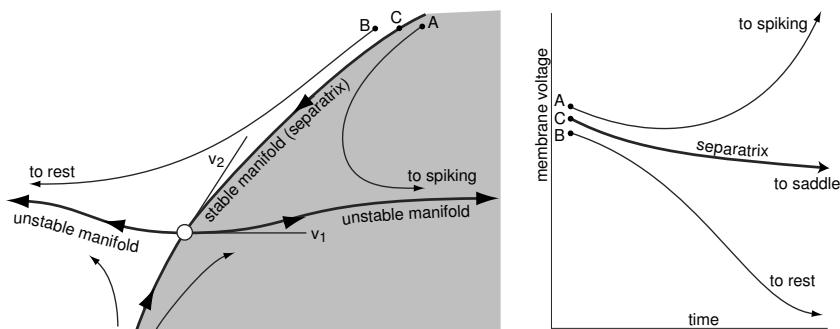 B
C
A
stable manifold (separatrix)
v2
to rest
to spiking
unstable manifold
unstable manifold
v1
to spiking
membrane voltage
A
C
B
separatrix
to saddle
to rest
time